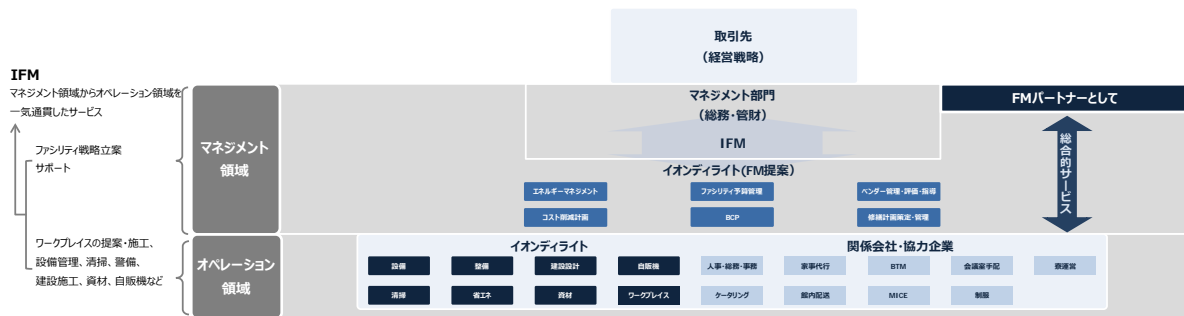 取引先
（経営戦略）
IFM
マネジメント領域からオペレーション領域を
一気通貫したサービス
マネジメント部門
（総務・管財）
FMパートナーとして
ファシリティ戦略立案
サポート
マネジメント
領域
IFM
イオンディライト(FM提案）
総合的サービス
エネルギーマネジメント
ファシリティ予算管理
ベンダー管理・評価・指導
コスト削減計画
BCP
修繕計画策定・管理
ワークプレイスの提案・施工、
設備管理、清掃、警備、
建設施工、資材、自販機など
オペレーション
領域
イオンディライト
関係会社・協力企業
設備
整備
建設設計
自販機
人事・総務・事務
家事代行
BTM
会議室手配
寮運営
清掃
省エネ
資材
ワークプレイス
ケータリング
館内配送
MICE
制服